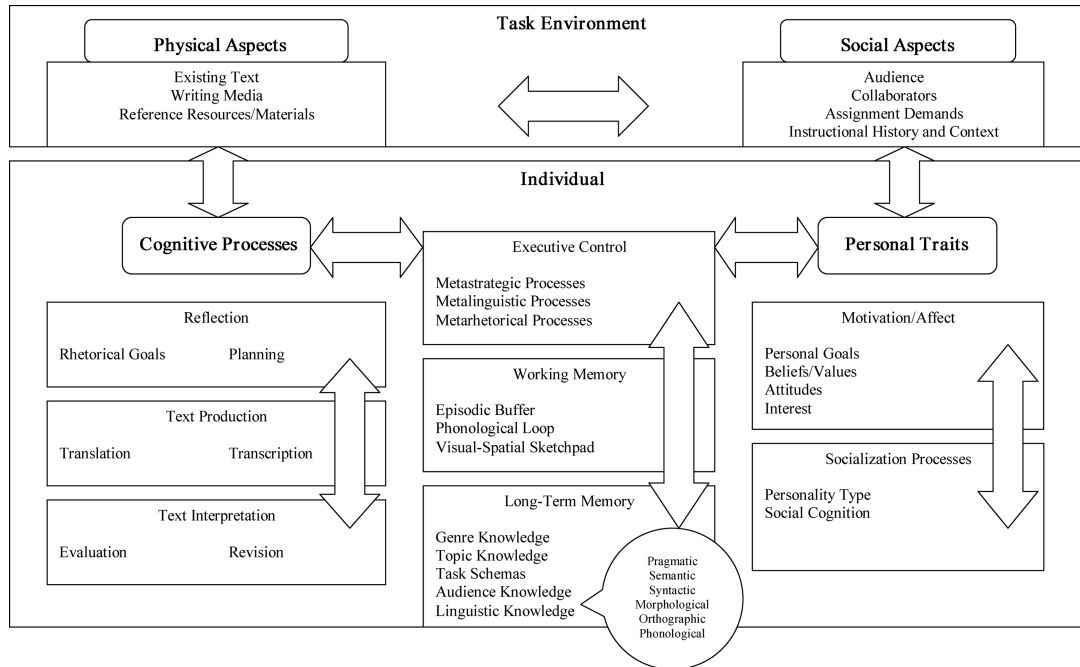 Task Environment
Physical Aspects
Existing Text
Writing Media
Reference Resources/Materials
Social Aspects
Audience
Collaborators
Assignment Demands
Instructional History and Context
Individual
Cognitive Processes
Reflection
Rhetorical Goals Planning
Text Production
Translation Transcription
Text Interpretation
Evaluation Revision
Executive Control
Metastrategic Processes
Metalinguistic Processes
Metarhetorical Processes
Working Memory
Episodic Buffer
Phonological Loop
Visual-Spatial Sketchpad
Long-Term Memory
Genre Knowledge
Topic Knowledge
Task Schemas
Audience Knowledge
Linguistic Knowledge
Pragmatic
Semantic
Syntactic
Morphological
Orthographic
Phonological
Personal Traits
Motivation/Affect
Personal Goals
Beliefs/Values
Attitudes
Interest
Socialization Processes
Personality Type
Social Cognition